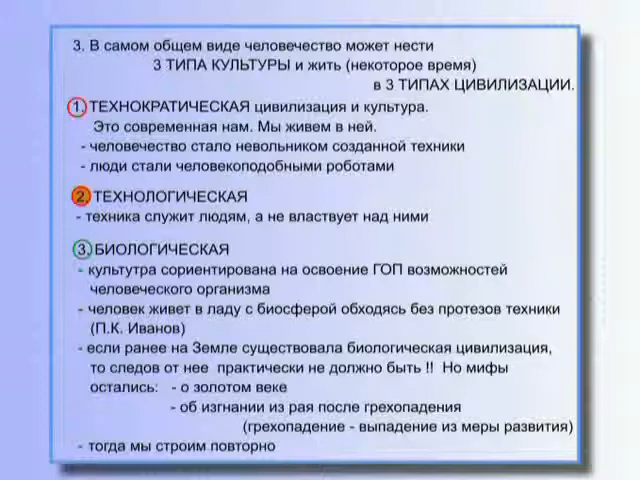 3. В самом общем виде человечество может нести
3 ТИПА КУЛЬТУРЫ и жить (некоторое время)
в 3 ТИПАХ ЦИВИЛИЗАЦИИ.
1. ТЕХНОКРАТИЧЕСКАЯ цивилизация и культура.
Это современная нам. Мы живем в ней.
- человечество стало невольником созданной техники
- люди стали человекоподобными роботами
2. ТЕХНОЛОГИЧЕСКАЯ
- техника служит людям, а не властвует над ними
3. БИОЛОГИЧЕСКАЯ
- культутра сориентирована на освоение ГОП возможностей
человеческого организма
- человек живет в ладу с биосферой обходясь без протезов техники
(П.К. Иванов)
- если ранее на Земле существовала биологическая цивилизация,
то следов от нее практически не должно быть !! Но мифы
остались: - о золотом веке
- об изгнании из рая после грехопадения
(грехопадение - выпадение из меры развития)
- тогда мы строим повторно